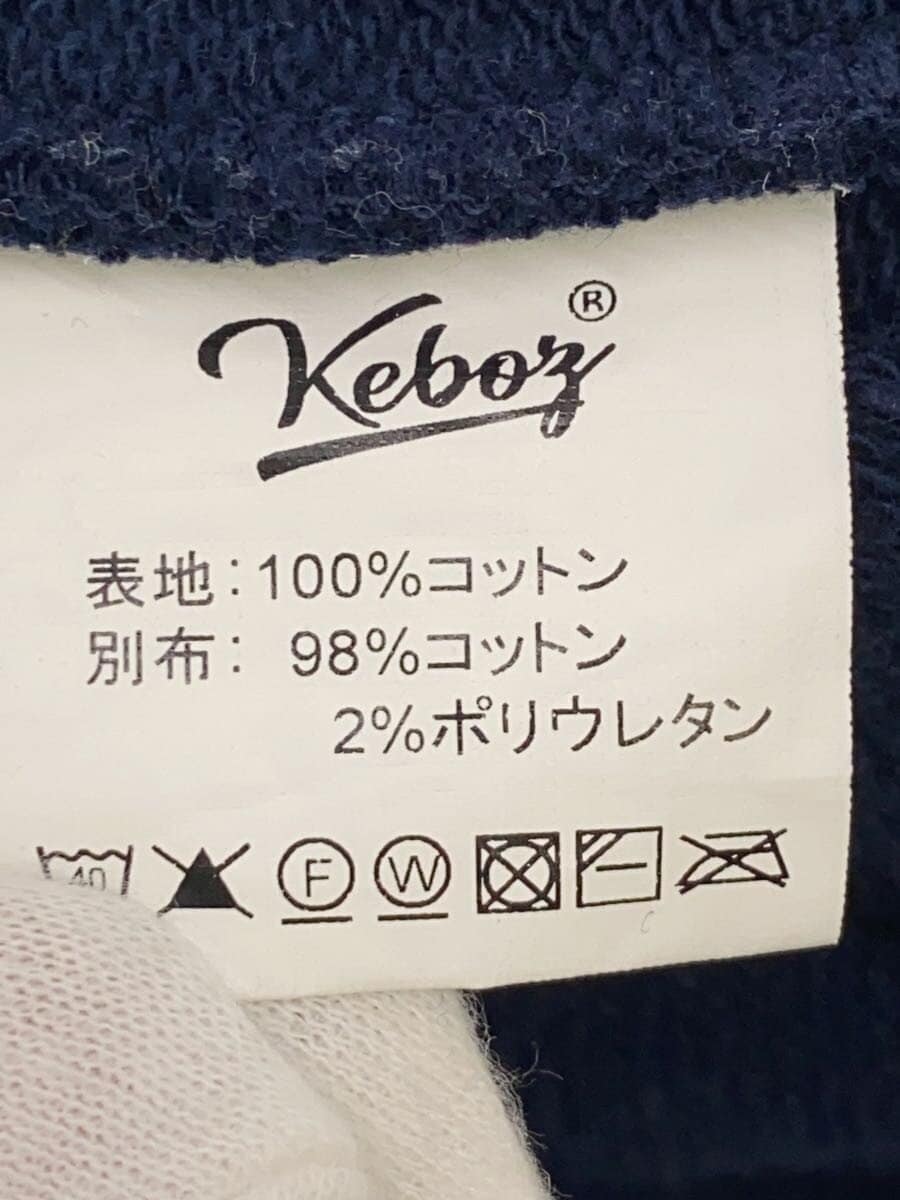 Keboz®
表地:100%コットン
別布: 98%コットン
2%ポリウレタン
40 F W